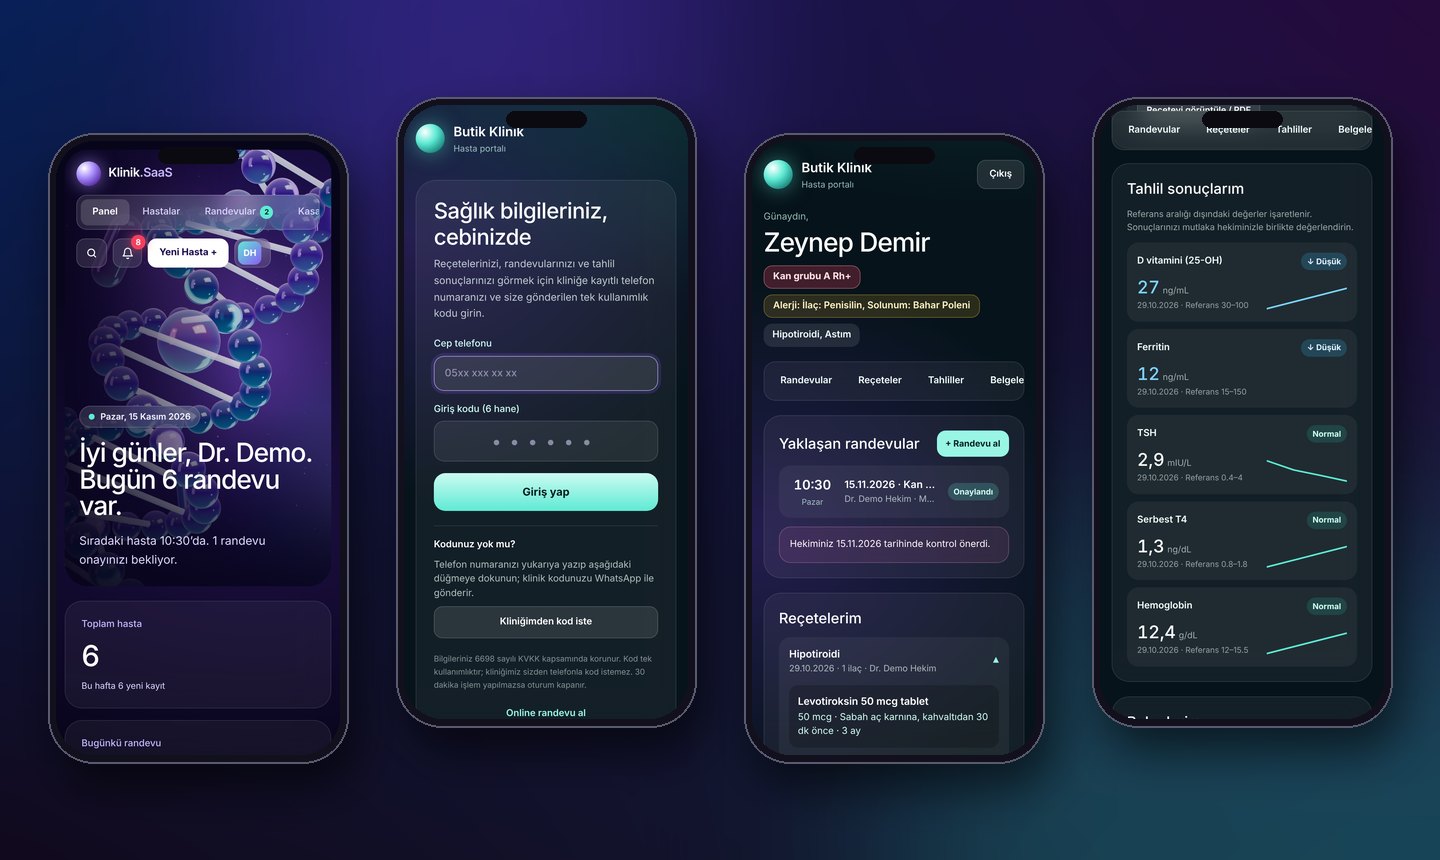 Klinik.SaaS
Panel
Hastalar
Randevular 2
Kasa
8
Yeni Hasta +
DH
Pazar, 15 Kasım 2026
İyi günler, Dr. Demo.
Bugün 6 randevu
var.
Sıradaki hasta 10:30'da. 1 randevu
onayınızı bekliyor.
Toplam hasta
6
Bu hafta 6 yeni kayıt
Bugünkü randevu
Butik Klinik
Hasta portalı
Sağlık bilgileriniz,
cebinizde
Reçetelerinizi, randevularınızı ve tahlil
sonuçlarınızı görmek için kliniğe kayıtlı telefon
numaranızı ve size gönderilen tek kullanımlık
kodu girin.
Cep telefonu
05xx xxx xx xx
Giriş kodu (6 hane)
Giriş yap
Kodunuz yok mu?
Telefon numaranızı yukarıya yazıp aşağıdaki
düğmeye dokunun; klinik kodunuzu WhatsApp ile
gönderir.
Kliniğimden kod iste
Bilgileriniz 6698 sayılı KVKK kapsamında korunur. Kod tek
kullanımlıktır; kliniğimiz sizden telefonla kod istemez. 30
dakika işlem yapılmazsa oturum kapanır.
Online randevu al
Butik Klinik
Hasta portalı
Çıkış
Günaydın,
Zeynep Demir
Kan grubu A Rh+
Alerji: İlaç: Penisilin, Solunum: Bahar Poleni
Hipotiroidi, Astım
Randevular
Reçeteler
Tahliller
Belgele
Yaklaşan randevular
+ Randevu al
10:30
Pazar
15.11.2026 · Kan ...
Dr. Demo Hekim · M...
Onaylandı
Hekiminiz 15.11.2026 tarihinde kontrol önerdi.
Reçetelerim
Hipotiroidi
29.10.2026 · 1 ilaç · Dr. Demo Hekim
Levotiroksin 50 mcg tablet
50 mcg · Sabah aç karnına, kahvaltıdan 30
dk önce · 3 ay
Reçeteyi görüntüle / PDF
Randevular
Reçeteler
Tahliller
Belgele
Tahlil sonuçlarım
Referans aralığı dışındaki değerler işaretlenir.
Sonuçlarınızı mutlaka hekiminizle birlikte değerlendirin.
D vitamini (25-OH)
↓ Düşük
27 ng/mL
29.10.2026 · Referans 30–100
Ferritin
↓ Düşük
12 ng/mL
29.10.2026 · Referans 15–150
TSH
Normal
2,9 mIU/L
29.10.2026 · Referans 0.4–4
Serbest T4
Normal
1,3 ng/dL
29.10.2026 · Referans 0.8–1.8
Hemoglobin
Normal
12,4 g/dL
29.10.2026 · Referans 12–15.5